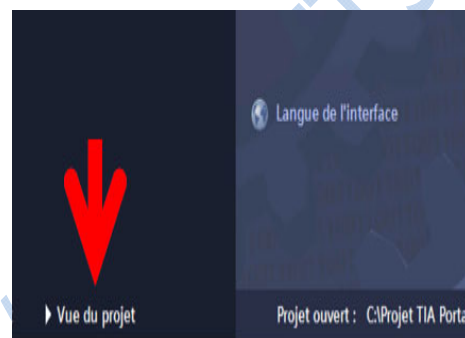 Langue de l'interface
Vue du projet
Projet ouvert : C:\Projet TIA Porta